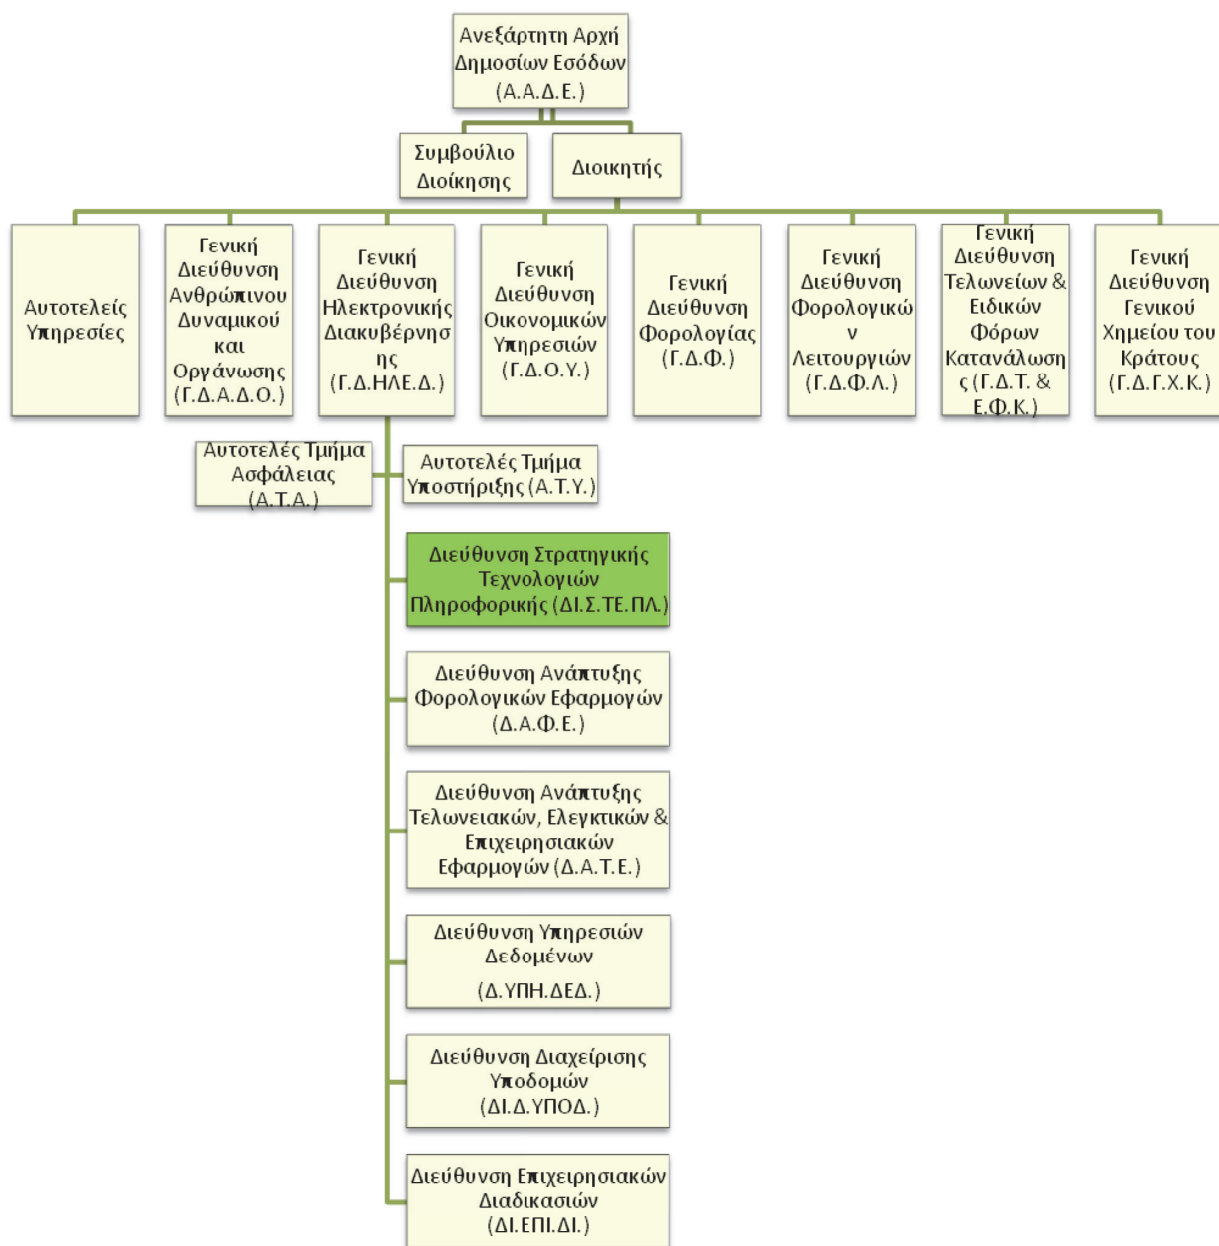 Ανεξάρτητη Αρχή
Δημοσίων Εσόδων
(Α.Α.Δ.Ε.)
Συμβούλιο
Διοίκησης
Διοικητής
Αυτοτελείς
Υπηρεσίες
Γενική
Διεύθυνση
Ανθρώπινου
Δυναμικού
και
Οργάνωσης
(Γ.Δ.Α.Δ.Ο.)
Γενική
Διεύθυνση
Ηλεκτρονικής
Διακυβέρνησ
ης
(Γ.Δ.ΗΛΕ.Δ.)
Γενική
Διεύθυνση
Οικονομικών
Υπηρεσιών
(Γ.Δ.Ο.Υ.)
Γενική
Διεύθυνση
Φορολογίας
(Γ.Δ.Φ.)
Γενική
Διεύθυνση
Φορολογικώ
ν
Λειτουργιών
(Γ.Δ.Φ.Λ.)
Γενική
Διεύθυνση
Τελωνείων &
Ειδικών
Φόρων
Κατανάλωση
ς (Γ.Δ.Τ. &
Ε.Φ.Κ.)
Γενική
Διεύθυνση
Γενικού
Χημείου του
Κράτους
(Γ.Δ.Γ.Χ.Κ.)
Αυτοτελές Τμήμα
Ασφάλειας
(Α.Τ.Α.)
Αυτοτελές Τμήμα
Υποστήριξης (Α.Τ.Υ.)
Διεύθυνση Στρατηγικής
Τεχνολογιών
Πληροφορικής (ΔΙ.Σ.ΤΕ.ΠΛ.)
Διεύθυνση Ανάπτυξης
Φορολογικών Εφαρμογών
(Δ.Α.Φ.Ε.)
Διεύθυνση Ανάπτυξης
Τελωνειακών, Ελεγκτικών &
Επιχειρησιακών
Εφαρμογών (Δ.Α.Τ.Ε.)
Διεύθυνση Υπηρεσιών
Δεδομένων
(Δ.ΥΠΗ.ΔΕΔ.)
Διεύθυνση Διαχείρισης
Υποδομών
(ΔΙ.Δ.ΥΠΟΔ.)
Διεύθυνση Επιχειρησιακών
Διαδικασιών
(ΔΙ.ΕΠΙ.ΔΙ.)